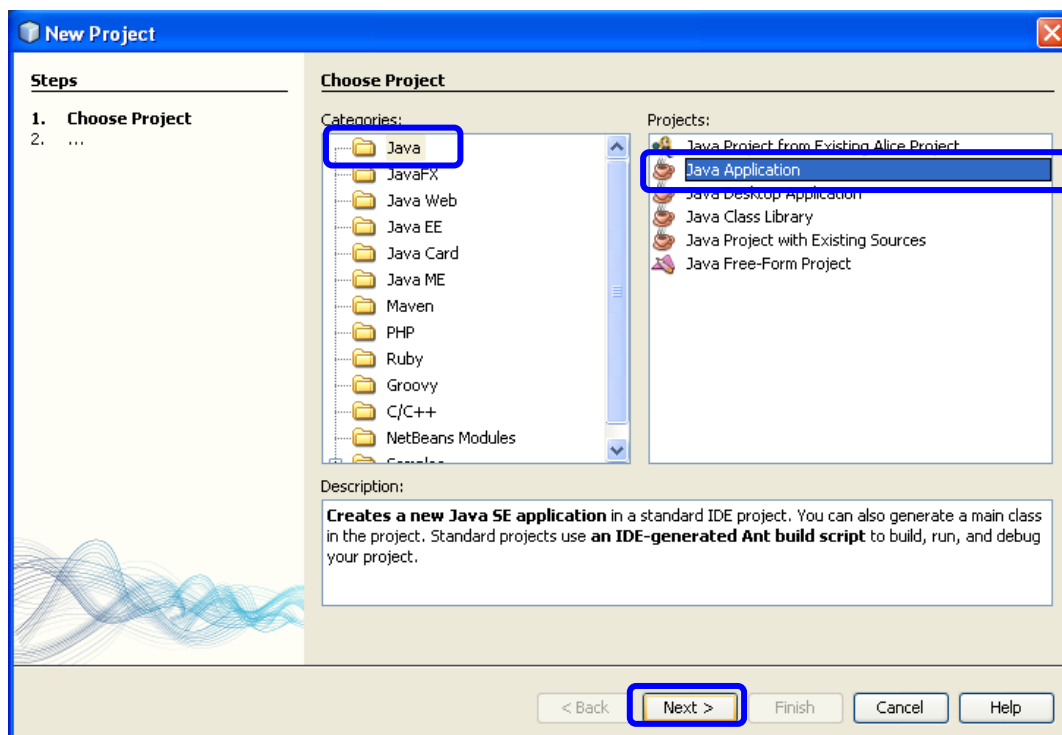 New Project
Steps
1. Choose Project
2. ...
Choose Project
Categories:
Java
JavaFX
Java Web
Java EE
Java Card
Java ME
Maven
PHP
Ruby
Groovy
C/C++
NetBeans Modules
Samples
Projects:
Java Project from Existing Alice Project
Java Application
Java Desktop Application
Java Class Library
Java Project with Existing Sources
Java Free-Form Project
Description:
Creates a new Java SE application in a standard IDE project. You can also generate a main class
in the project. Standard projects use an IDE-generated Ant build script to build, run, and debug
your project.
< Back Next > Finish Cancel Help